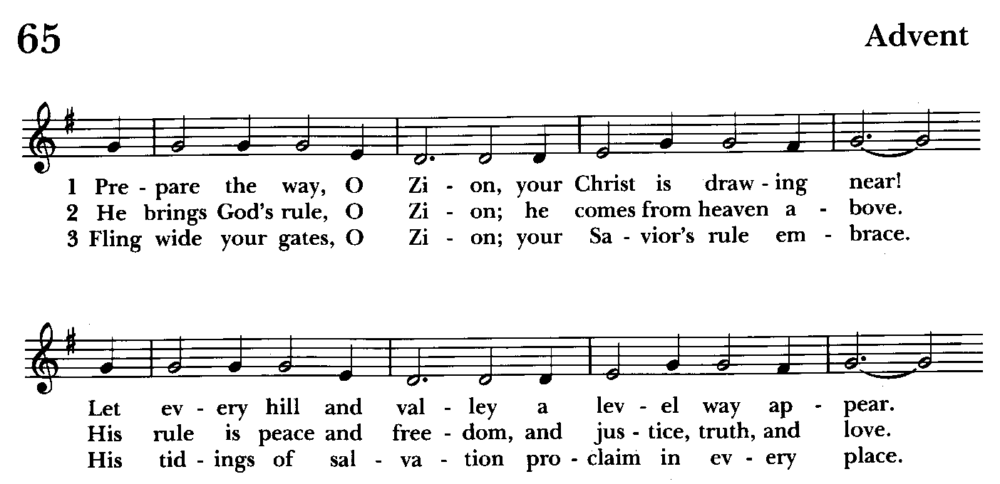 65 Advent
1 Pre - pare the way, O Zi - on, your Christ is draw - ing near!
2 He brings God's rule, O Zi - on; he comes from heaven a - bove.
3 Fling wide your gates, O Zi - on; your Sa - vior's rule em - brace.
Let ev - ery hill and val - ley a lev - el way ap - pear.
His rule is peace and free - dom, and jus - tice, truth, and love.
His tid - ings of sal - va - tion pro - claim in ev - ery place.